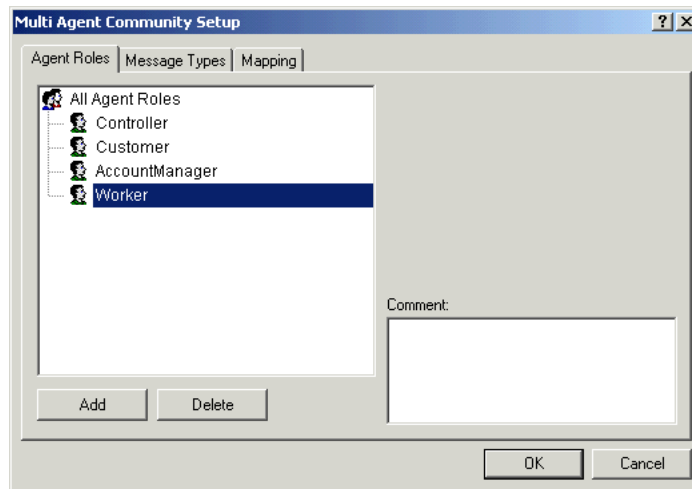 Multi Agent Community Setup
Agent Roles Message Types Mapping
All Agent Roles
Controller
Customer
AccountManager
Worker
Comment:
Add Delete
OK Cancel